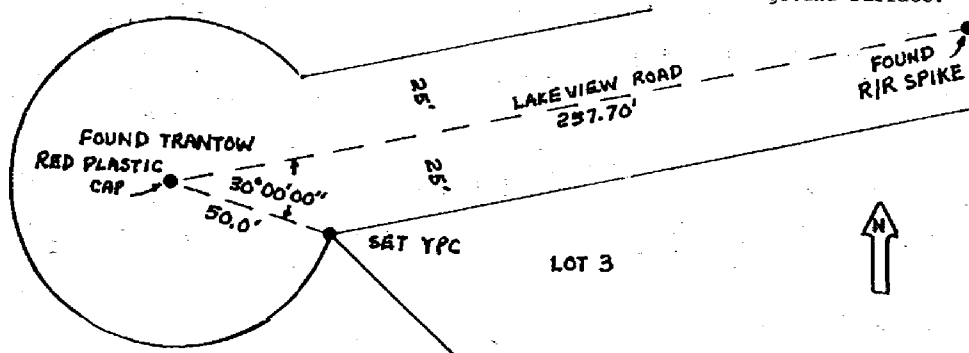 25'
LAKEVIEW ROAD
257.70'
FOUND
R/R SPIKE
FOUND TRANTOW
RED PLASTIC
CAP
30°00'00"
25'
50.0'
SET YPC
LOT 3
N